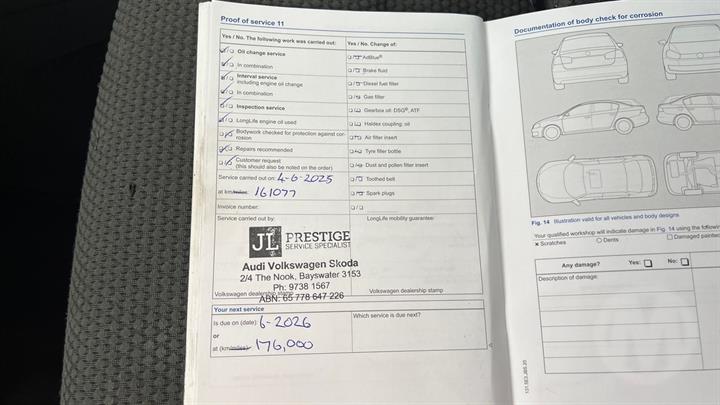 Proof of service 11
Yes / No. The following work was carried out:
Yes / No. Change of:
Oil change service
In combination
Interval service
including engine oil change
In combination
Inspection service
LongLife engine oil used
Bodywork checked for protection against cor-
rosion
Repairs recommended
Customer request
(this should also be noted on the order)
AdBlue®
Brake fluid
Diesel fuel filter
Gas filter
Gearbox oil: DSG®, ATF
Haldex coupling: oil
Air filter insert
Tyre filler bottle
Dust and pollen filter insert
Toothed belt
Spark plugs
Service carried out on: 4-6-2025
at km/miles: 161077
Invoice number:
Service carried out by:
LongLife mobility guarantee:
JL PRESTIGE
SERVICE SPECIALIST
Audi Volkswagen Skoda
2/4 The Nook, Bayswater 3153
Ph: 9738 1567
ABN: 65 778 647 226
Volkswagen dealership stamp
Volkswagen dealership stamp
Your next service
Is due on (date): 6-2026
or
at (km/miles): 176,000
Which service is due next?
Documentation of body check for corrosion
Fig. 14 Illustration valid for all vehicles and body designs
Your qualified workshop will indicate damage in Fig. 14 using the
x Scratches
O Dents
Damaged
Any damage?
Yes:
No:
Description of damage:
131.5E3.JBS.20